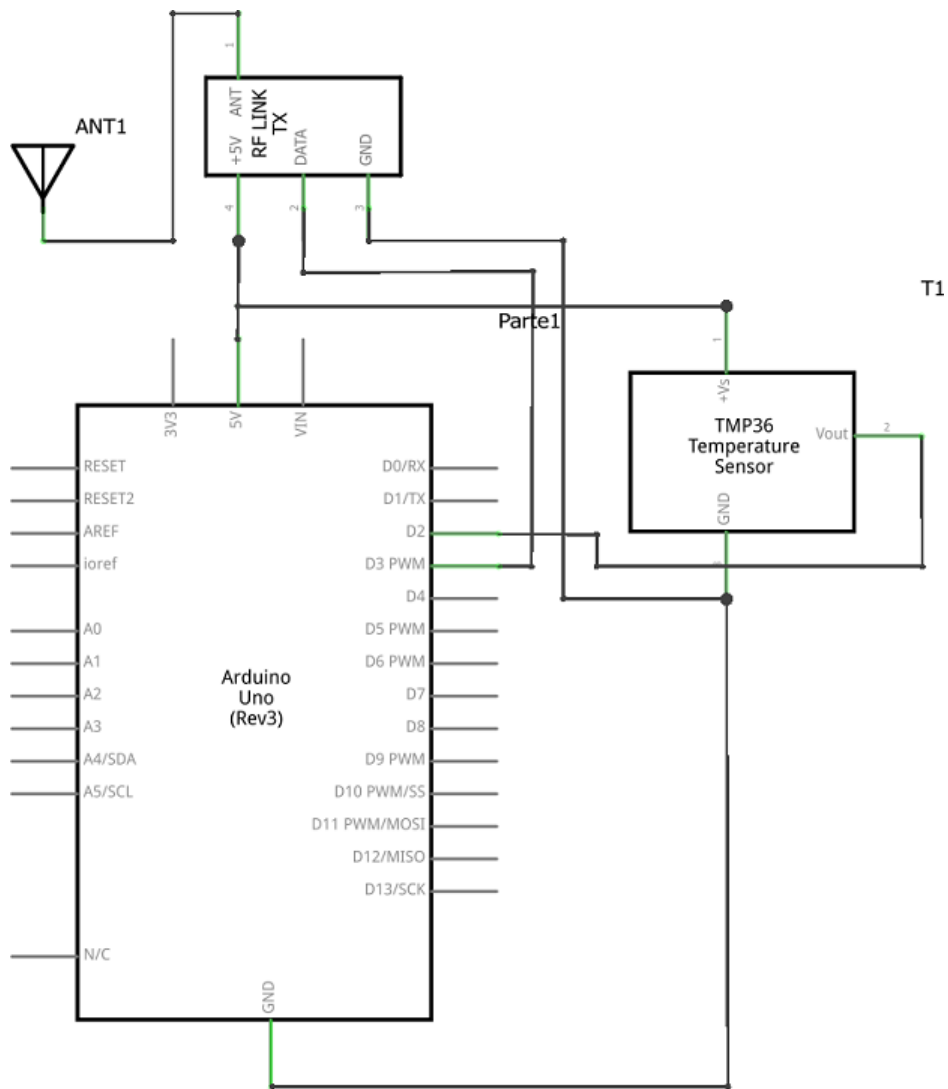 1
ANT
RF LINK
TX
+5V
DATA
GND
4
2
3
ANT1
T1
Parte1
1
+Vs
TMP36
Temperature
Sensor
Vout
2
GND
3V3
5V
VIN
RESET
RESET2
AREF
ioref
A0
A1
A2
A3
A4/SDA
A5/SCL
N/C
D0/RX
D1/TX
D2
D3 PWM
D4
D5 PWM
D6 PWM
D7
D8
D9 PWM
D10 PWM/SS
D11 PWM/MOSI
D12/MISO
D13/SCK
Arduino
Uno
(Rev3)
GND